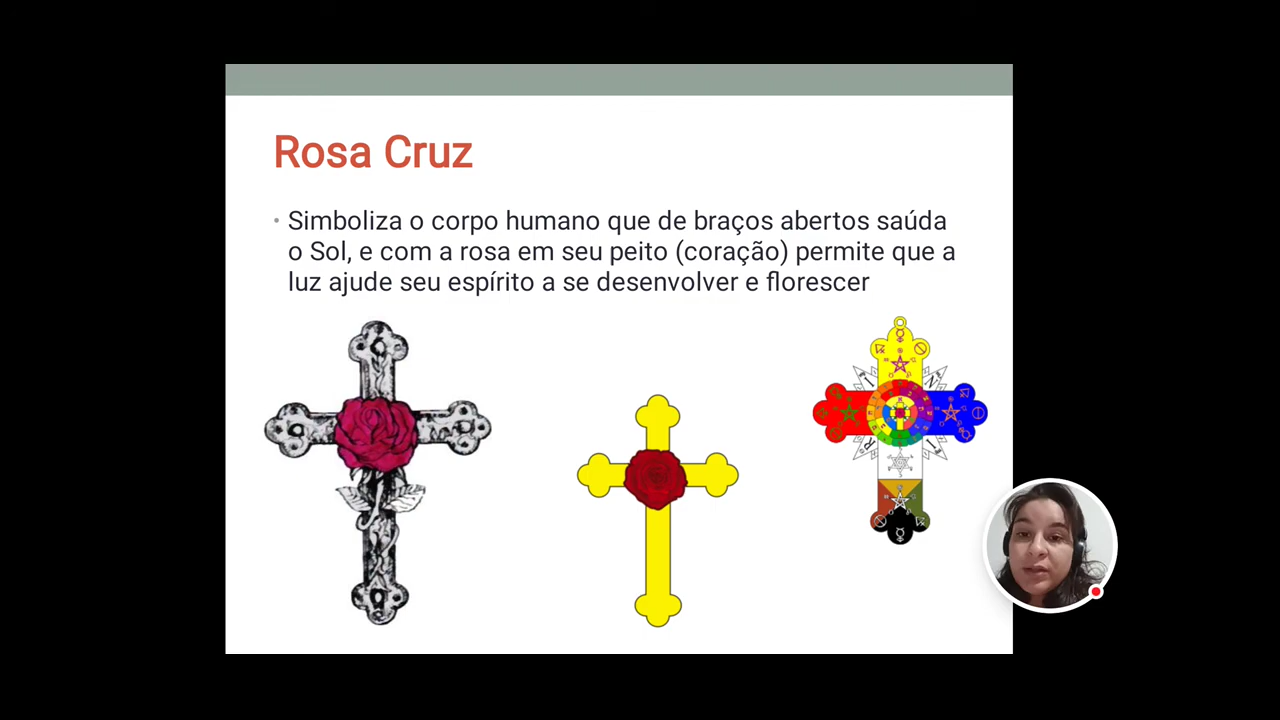 Rosa Cruz
• Simboliza o corpo humano que de braços abertos saúda
o Sol, e com a rosa em seu peito (coração) permite que a
luz ajude seu espírito a se desenvolver e florescer
I N
R I